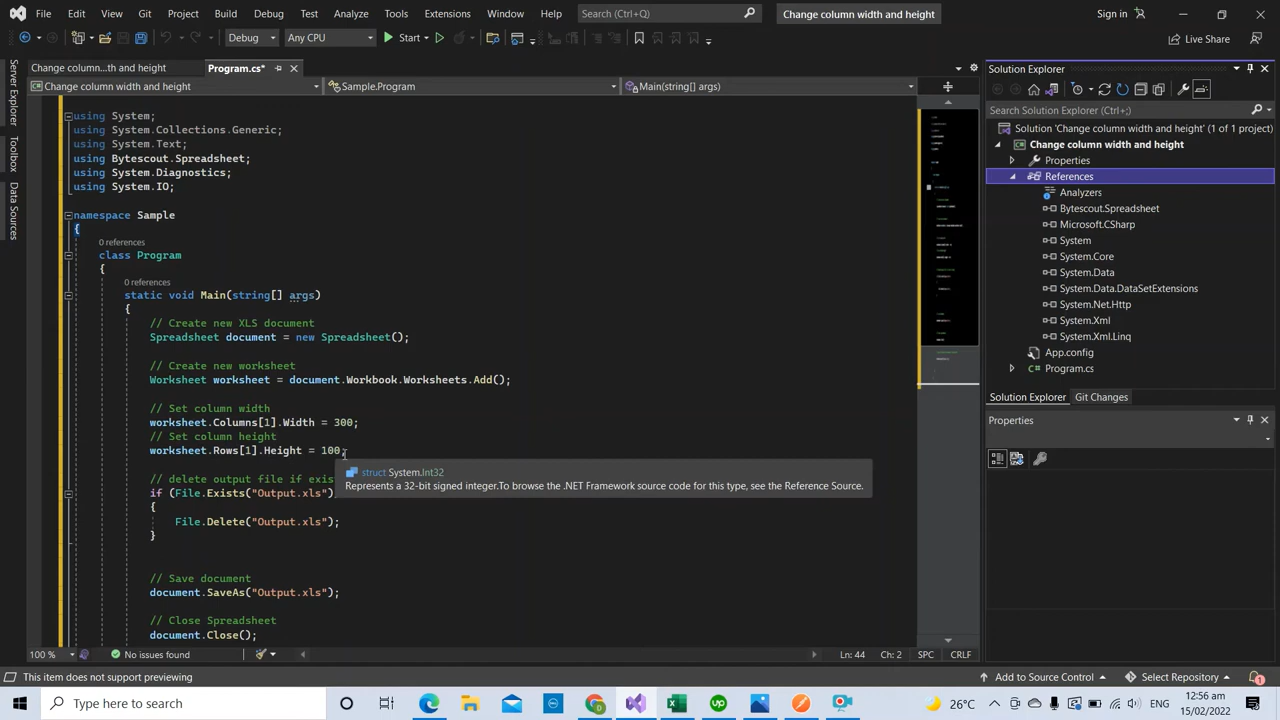 File Edit View Git Project Build Debug Test Analyze Tools Extensions Window Help Search (Ctrl+Q) Change column width and height Sign in
Debug Any CPU Start Live Share
Server Explorer Toolbox Data Sources
Change column...th and height Program.cs*
Change column width and height Sample.Program Main(string[] args)
using System;
using System.Collections.Generic;
using System.Text;
using Bytescout.Spreadsheet;
using System.Diagnostics;
using System.IO;
namespace Sample
{
0 references
class Program
{
0 references
static void Main(string[] args)
{
// Create new XLS document
Spreadsheet document = new Spreadsheet();
// Create new worksheet
Worksheet worksheet = document.Workbook.Worksheets.Add();
// Set column width
worksheet.Columns[1].Width = 300;
// Set column height
worksheet.Rows[1].Height = 100;
struct System.Int32
Represents a 32-bit signed integer.To browse the .NET Framework source code for this type, see the Reference Source.
// delete output file if exis
if (File.Exists("Output.xls")
{
File.Delete("Output.xls");
}
// Save document
document.SaveAs("Output.xls");
// Close Spreadsheet
document.Close();
100 % No issues found Ln: 44 Ch: 2 SPC CRLF
Solution Explorer
Search Solution Explorer (Ctrl+;)
Solution 'Change column width and height' (1 of 1 project)
Change column width and height
Properties
References
Analyzers
Bytescout.Spreadsheet
Microsoft.CSharp
System
System.Core
System.Data
System.Data.DataSetExtensions
System.Net.Http
System.Xml
System.Xml.Linq
App.config
Program.cs
Solution Explorer Git Changes
Properties
This item does not support previewing Add to Source Control Select Repository 1
Type here to search 26°C ENG 12:56 am
15/02/2022